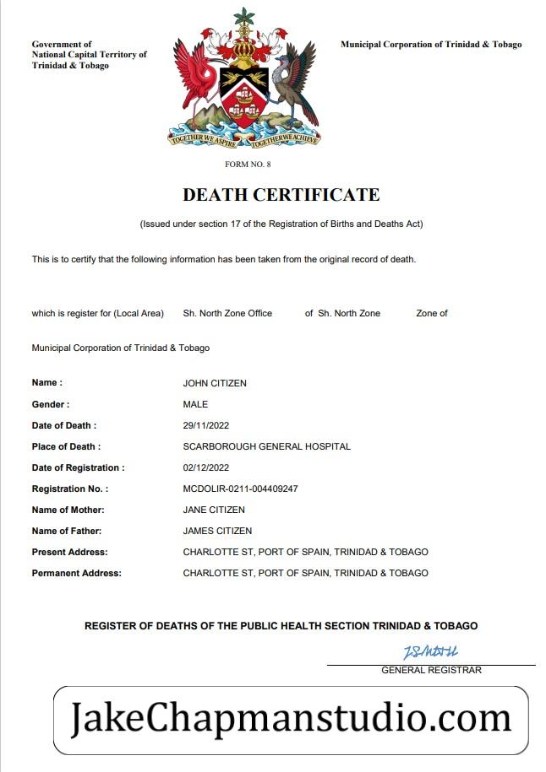 Government of
National Capital Territory of
Trinidad & Tobago
Municipal Corporation of Trinidad & Tobago
TOGETHER WE ASPIRE TOGETHER WE ACHIEVE
FORM NO. 8
DEATH CERTIFICATE
(Issued under section 17 of the Registration of Births and Deaths Act)
This is to certify that the following information has been taken from the original record of death.
which is register for (Local Area) Sh. North Zone Office of Sh. North Zone Zone of
Municipal Corporation of Trinidad & Tobago
Name : JOHN CITIZEN
Gender : MALE
Date of Death : 29/11/2022
Place of Death : SCARBOROUGH GENERAL HOSPITAL
Date of Registration : 02/12/2022
Registration No. : MCDOLIR-0211-004409247
Name of Mother: JANE CITIZEN
Name of Father: JAMES CITIZEN
Present Address: CHARLOTTE ST, PORT OF SPAIN, TRINIDAD & TOBAGO
Permanent Address: CHARLOTTE ST, PORT OF SPAIN, TRINIDAD & TOBAGO
REGISTER OF DEATHS OF THE PUBLIC HEALTH SECTION TRINIDAD & TOBAGO
GENERAL REGISTRAR
JakeChapmanstudio.com